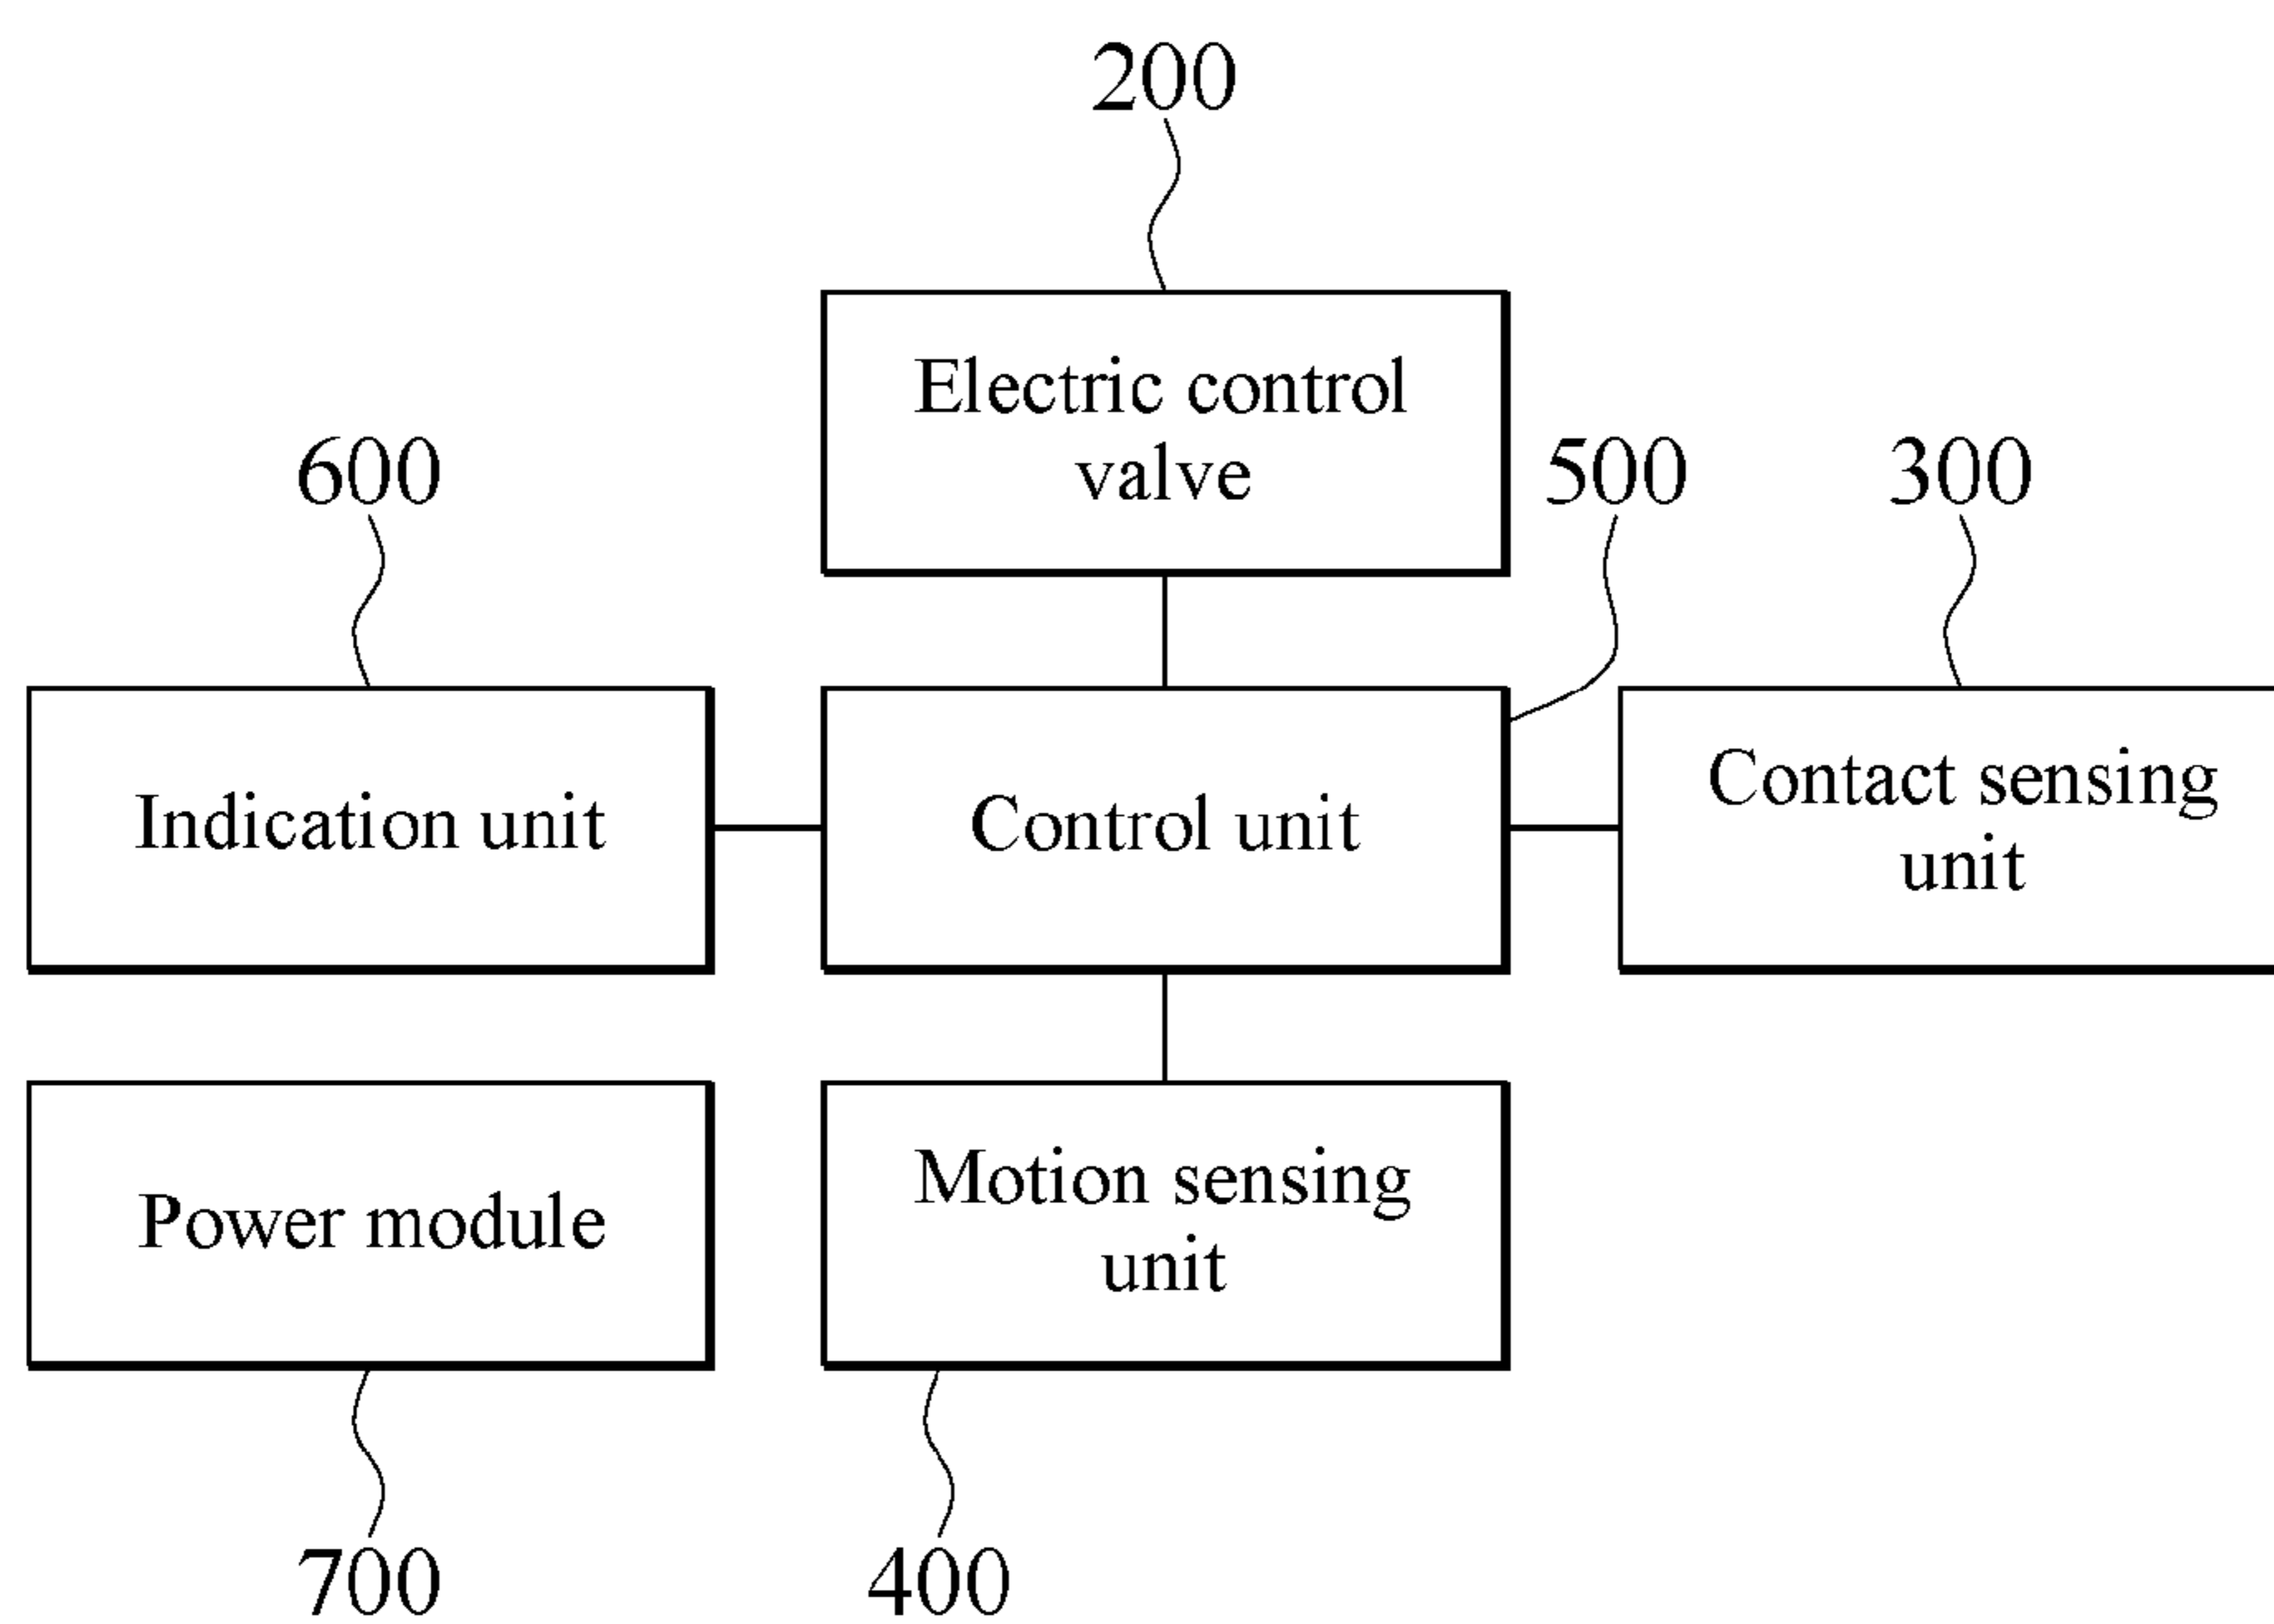 200
Electric control
valve
600
500
300
Indication unit
Control unit
Contact sensing
unit
Power module
Motion sensing
unit
700
400